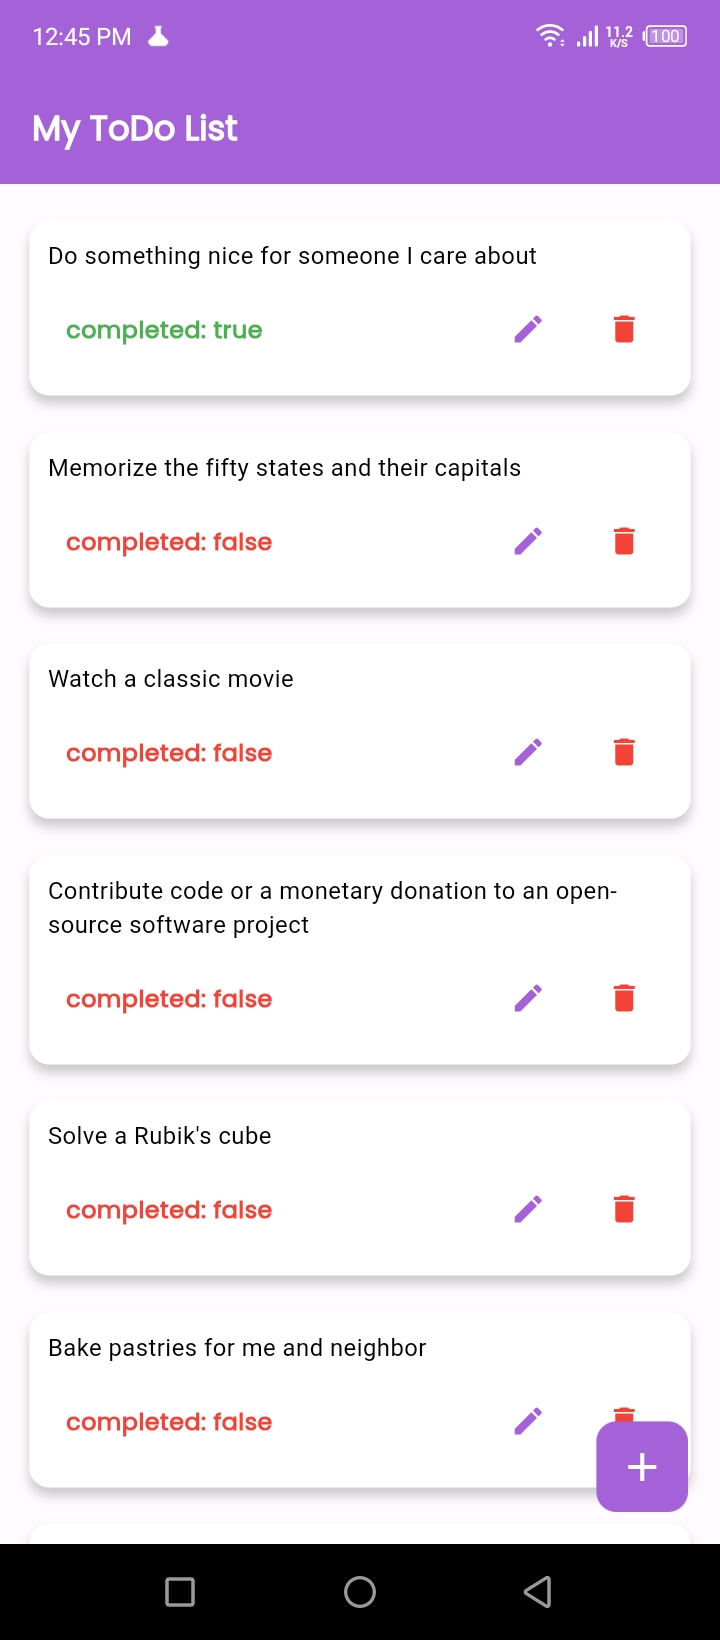 12:45 PM
11.2
K/S
100
My ToDo List
Do something nice for someone I care about
completed: true
Memorize the fifty states and their capitals
completed: false
Watch a classic movie
completed: false
Contribute code or a monetary donation to an open-
source software project
completed: false
Solve a Rubik's cube
completed: false
Bake pastries for me and neighbor
completed: false